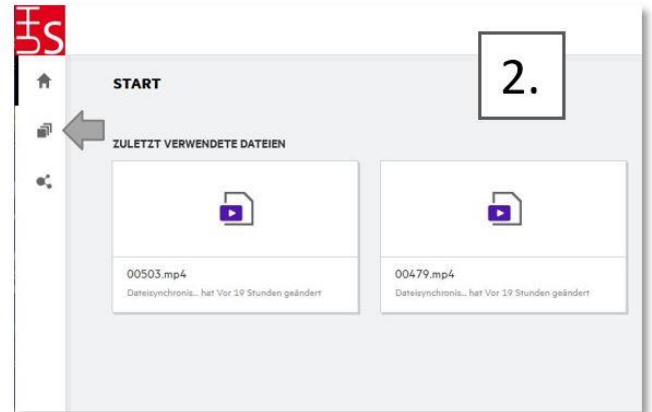 2.
START
ZULETZT VERWENDETE DATEIEN
00503.mp4
Dateisynchronis... hat Vor 19 Stunden geändert
00479.mp4
Dateisynchronis... hat Vor 19 Stunden geändert